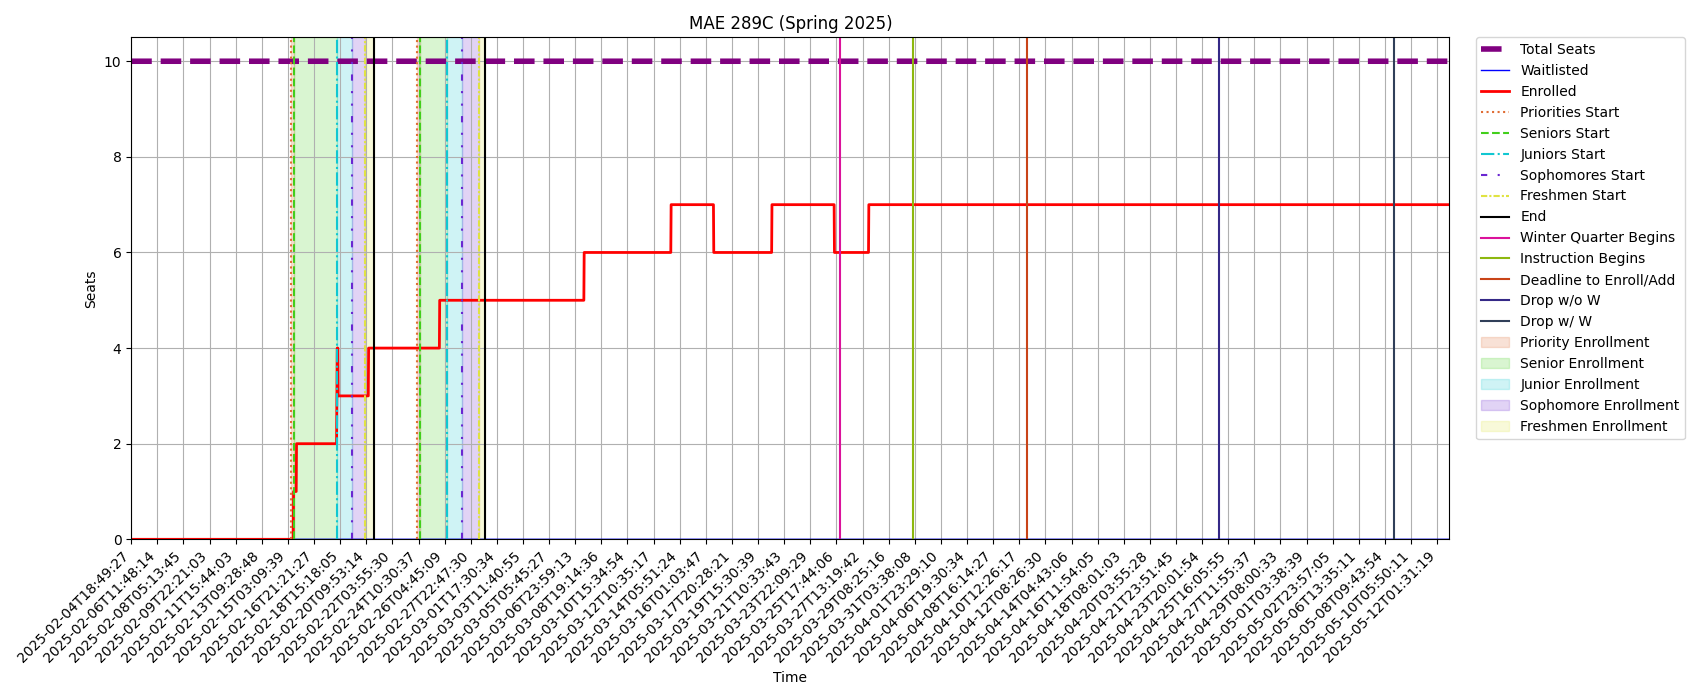 MAE 289C (Spring 2025)
10
8
6
4
2
0
Seats
2025-02-04T18:49:27
2025-02-06T11:48:14
2025-02-08T05:13:45
2025-02-09T22:21:03
2025-02-11T15:44:03
2025-02-13T09:28:48
2025-02-15T03:09:39
2025-02-16T21:21:27
2025-02-18T15:18:05
2025-02-20T09:53:14
2025-02-22T03:55:30
2025-02-24T10:30:37
2025-02-26T04:45:09
2025-02-27T22:47:30
2025-03-01T17:30:34
2025-03-03T11:40:55
2025-03-05T05:45:27
2025-03-06T23:59:13
2025-03-08T19:14:36
2025-03-10T15:34:54
2025-03-12T10:35:17
2025-03-14T05:51:24
2025-03-16T01:03:47
2025-03-17T20:28:21
2025-03-19T15:30:39
2025-03-21T10:33:43
2025-03-23T22:09:29
2025-03-25T17:44:06
2025-03-27T13:19:42
2025-03-29T08:25:16
2025-03-31T03:38:08
2025-04-01T23:29:10
2025-04-06T19:30:34
2025-04-08T16:14:27
2025-04-10T12:26:17
2025-04-12T08:26:30
2025-04-14T04:43:06
2025-04-16T11:54:05
2025-04-18T08:01:03
2025-04-20T03:55:28
2025-04-21T23:51:45
2025-04-23T20:01:54
2025-04-25T16:05:55
2025-04-27T11:55:37
2025-04-29T08:00:33
2025-05-01T03:38:39
2025-05-02T23:57:05
2025-05-06T13:35:11
2025-05-08T09:43:54
2025-05-10T05:50:11
2025-05-12T01:31:19
Time
Total Seats
Waitlisted
Enrolled
Priorities Start
Seniors Start
Juniors Start
Sophomores Start
Freshmen Start
End
Winter Quarter Begins
Instruction Begins
Deadline to Enroll/Add
Drop w/o W
Drop w/ W
Priority Enrollment
Senior Enrollment
Junior Enrollment
Sophomore Enrollment
Freshmen Enrollment